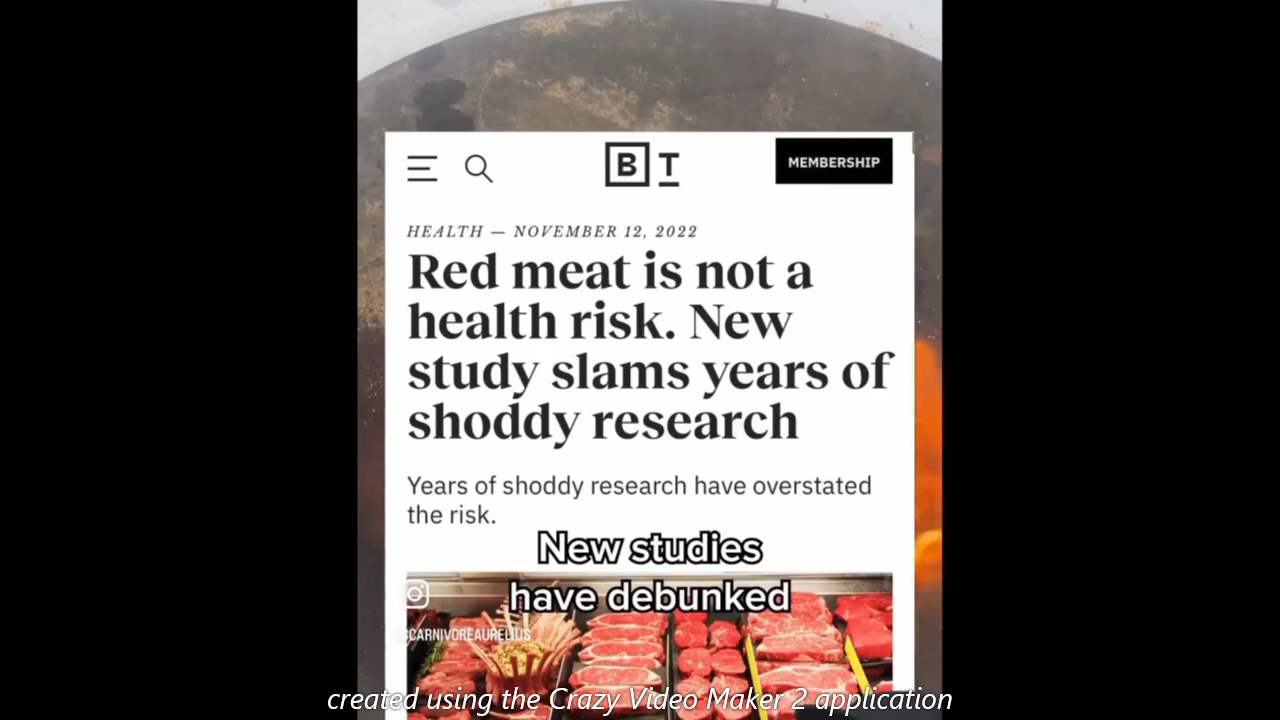 B T
MEMBERSHIP
HEALTH — NOVEMBER 12, 2022
Red meat is not a
health risk. New
study slams years of
shoddy research
Years of shoddy research have overstated
the risk.
New studies
have debunked
CARNIVOREAURELIUS
created using the Crazy Video Maker 2 application